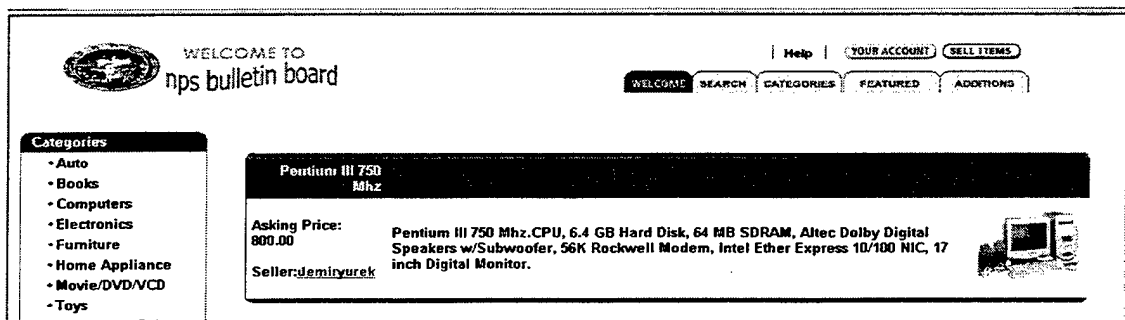 WELCOME TO
nps bulletin board
| Help | YOUR ACCOUNT SELL ITEMS
WELCOME SEARCH CATEGORIES FEATURED ADDITIONS
Categories
• Auto
• Books
• Computers
• Electronics
• Furniture
• Home Appliance
• Movie/DVD/VCD
• Toys
Pentium III 750
Mhz
Asking Price:
800.00
Seller:demiryurek
Pentium III 750 Mhz.CPU, 6.4 GB Hard Disk, 64 MB SDRAM, Altec Dolby Digital
Speakers w/Subwoofer, 56K Rockwell Modem, Intel Ether Express 10/100 NIC, 17
inch Digital Monitor.